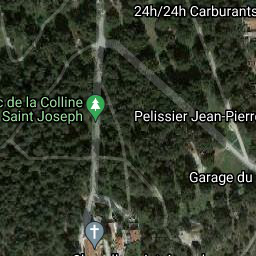 24h/24h Carburants
c de la Colline
Saint Joseph
Pelissier Jean-Pierre
Garage du